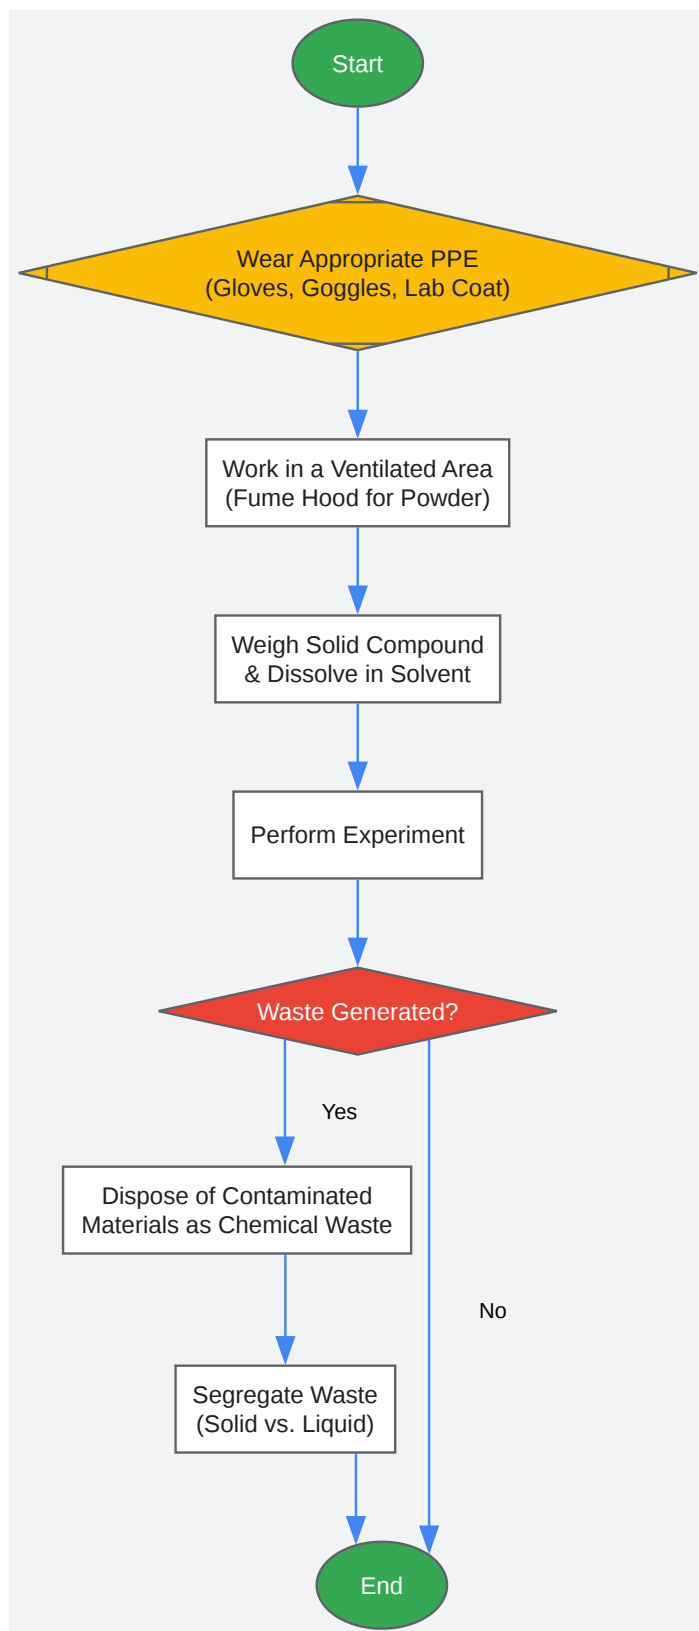 Start
Wear Appropriate PPE
(Gloves, Goggles, Lab Coat)
Work in a Ventilated Area
(Fume Hood for Powder)
Weigh Solid Compound
& Dissolve in Solvent
Perform Experiment
Waste Generated?
Yes
Dispose of Contaminated
Materials as Chemical Waste
No
Segregate Waste
(Solid vs. Liquid)
End